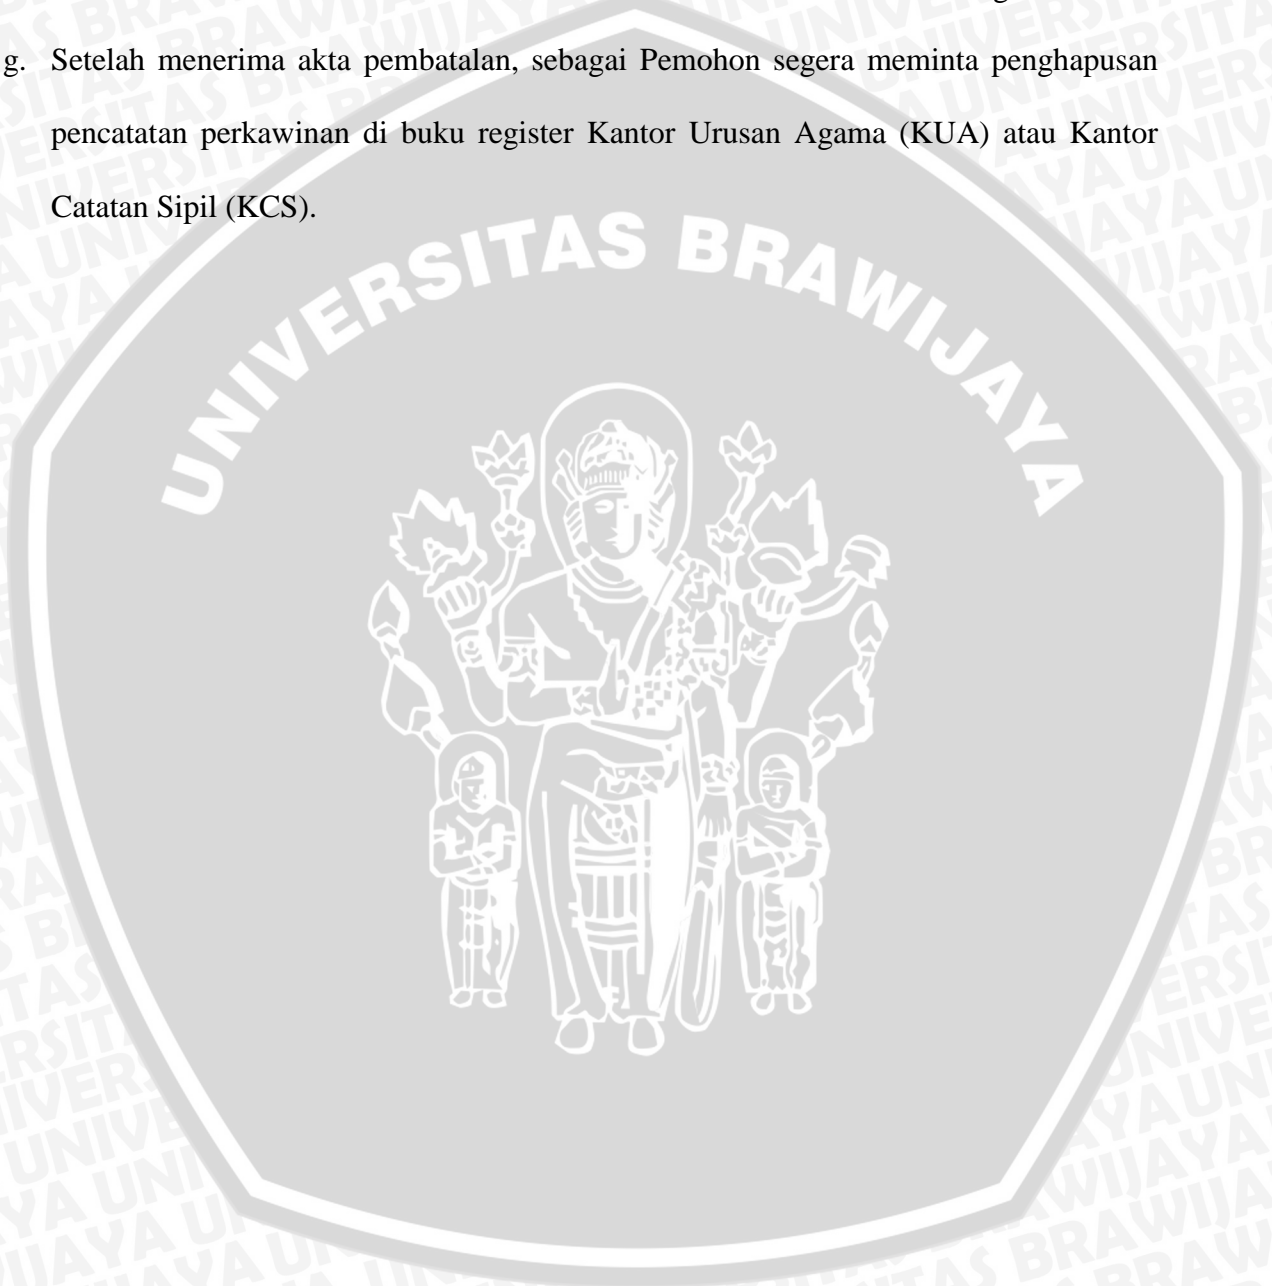 g. Setelah menerima akta pembatalan, sebagai Pemohon segera meminta penghapusan
pencatatan perkawinan di buku register Kantor Urusan Agama (KUA) atau Kantor
Catatan Sipil (KCS).
UNIVERSITAS BRAWIJAYA